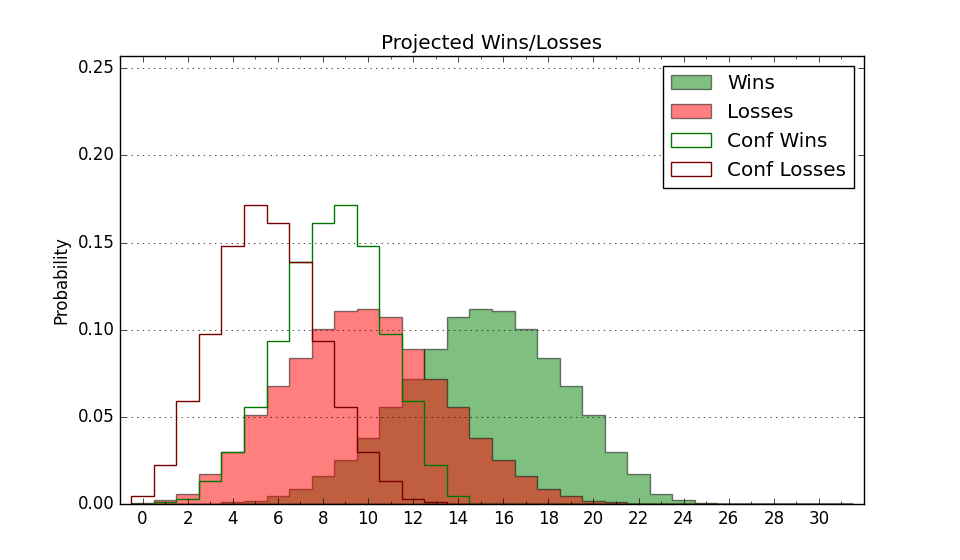 Projected Wins/Losses
0.25
0.20
0.15
0.10
0.05
0.00
Probability
Wins
Losses
Conf Wins
Conf Losses
0 2 4 6 8 10 12 14 16 18 20 22 24 26 28 30